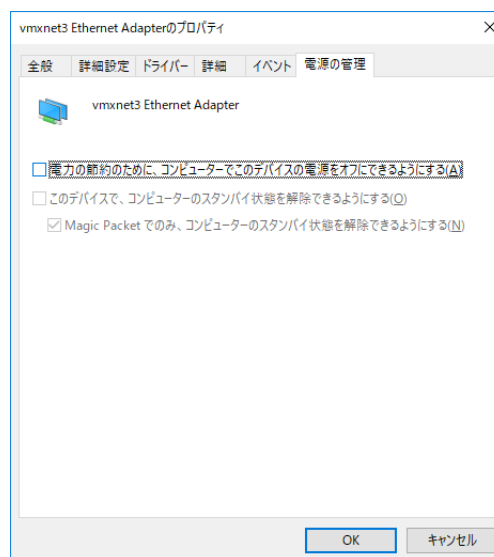 vmxnet3 Ethernet Adapterのプロパティ
全般 詳細設定 ドライバー 詳細 イベント 電源の管理
vmxnet3 Ethernet Adapter
電力の節約のために、コンピューターでこのデバイスの電源をオフにできるようにする(A)
このデバイスで、コンピューターのスタンバイ状態を解除できるようにする(O)
Magic Packet でのみ、コンピューターのスタンバイ状態を解除できるようにする(N)
OK キャンセル